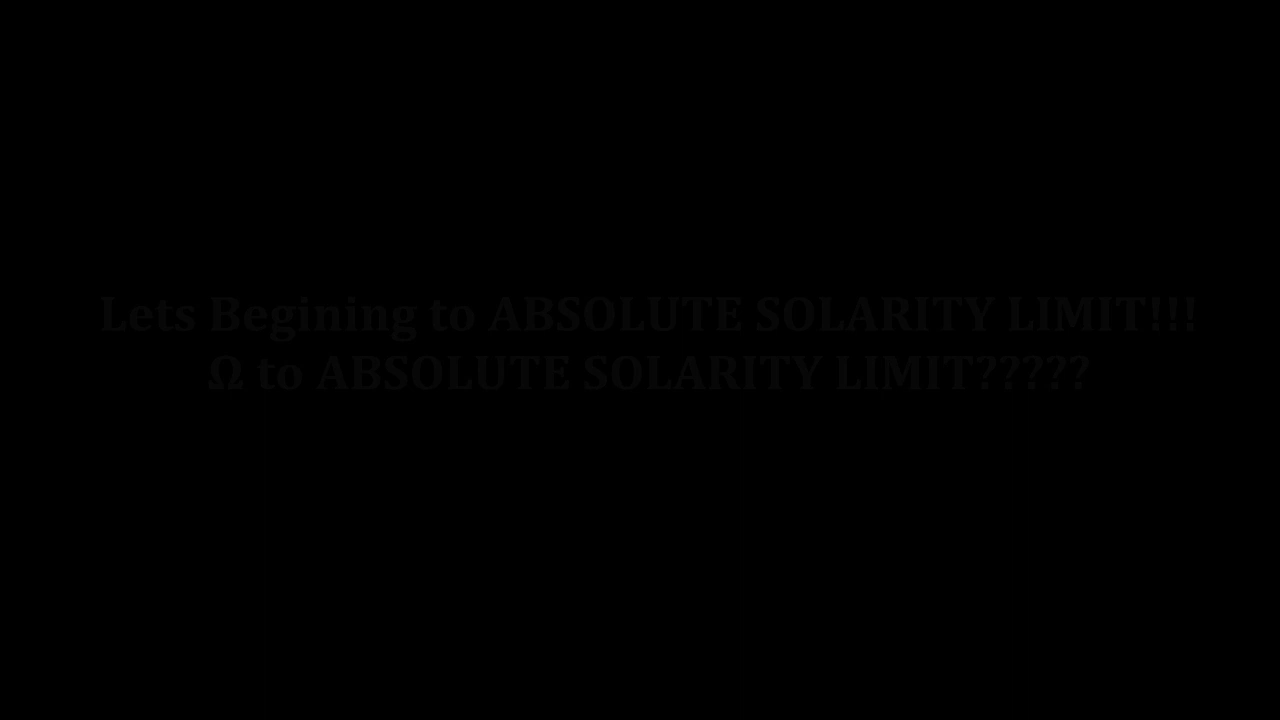 Lets Begining to ABSOLUTE SOLARITY LIMIT!!!
Ω to ABSOLUTE SOLARITY LIMIT?????